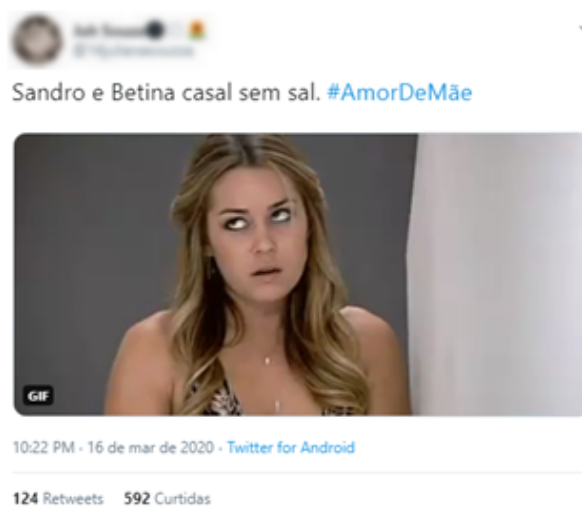 Sandro e Betina casal sem sal. #AmorDeMãe
GIF
10:22 PM · 16 de mar de 2020 · Twitter for Android
124 Retweets 592 Curtidas